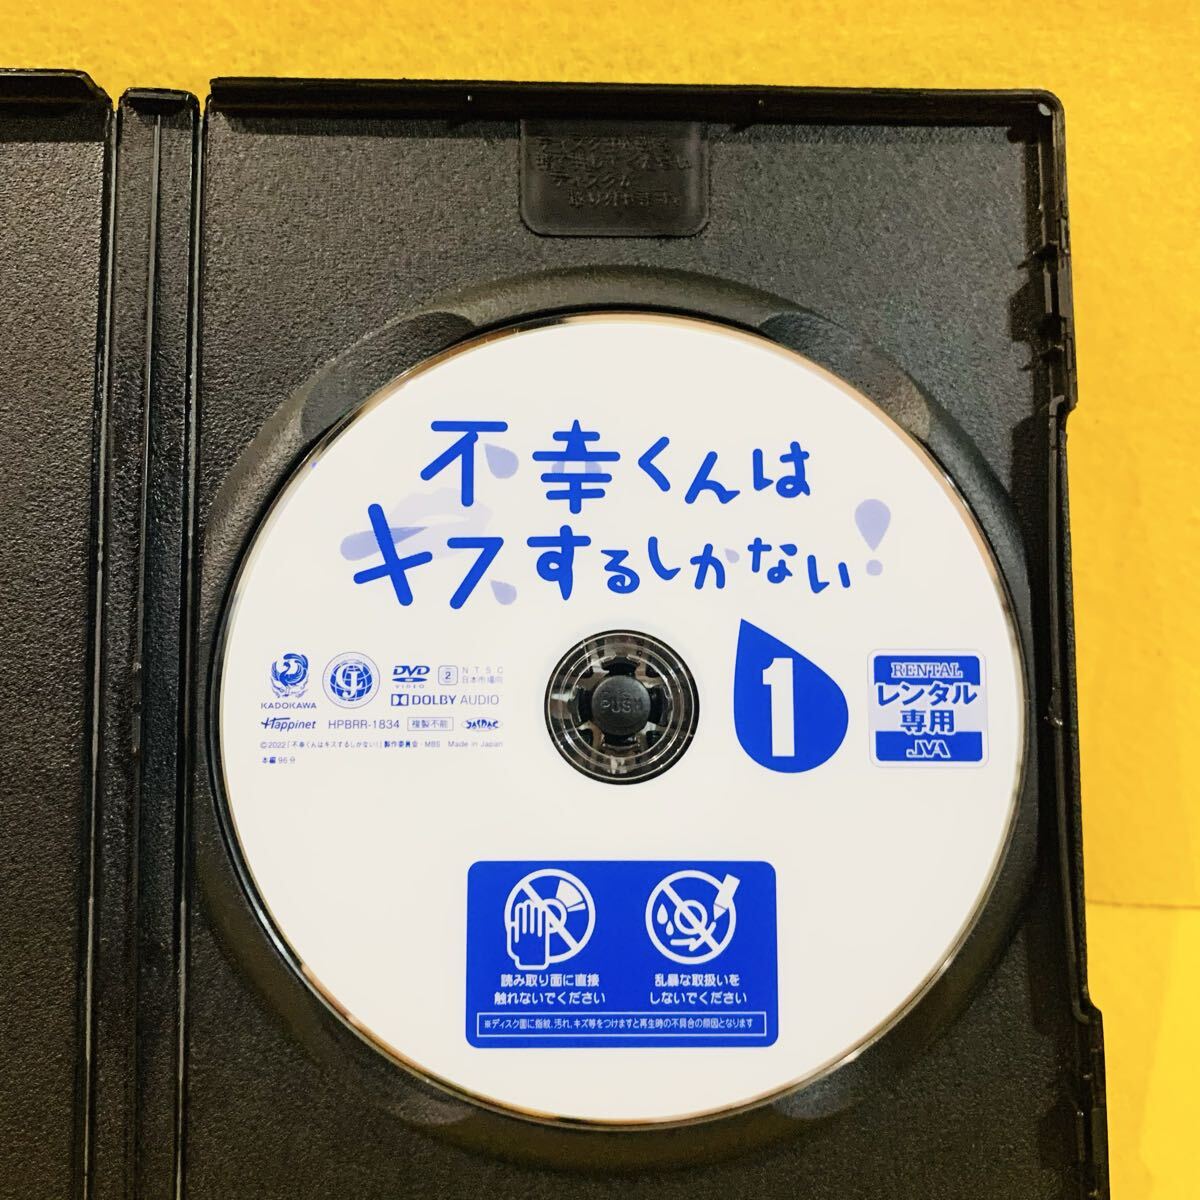 不幸くんは
キスするしかない!
1
RENTAL
レンタル
専用
JVA
KADOKAWA
DVD
VIDEO
2
NTSC
日本市場向
DOLBY AUDIO
Happinet
HPBRR-1834
複製不能
JASRAC
©2022「不幸くんはキスするしかない!」製作委員会・MBS Made in Japan
本編96分
PUSH
読み取り面に直接
触れないでください
乱暴な取扱いを
しないでください
※ディスク面に指紋、汚れ、キズ等をつけますと再生時の不具合の原因となります